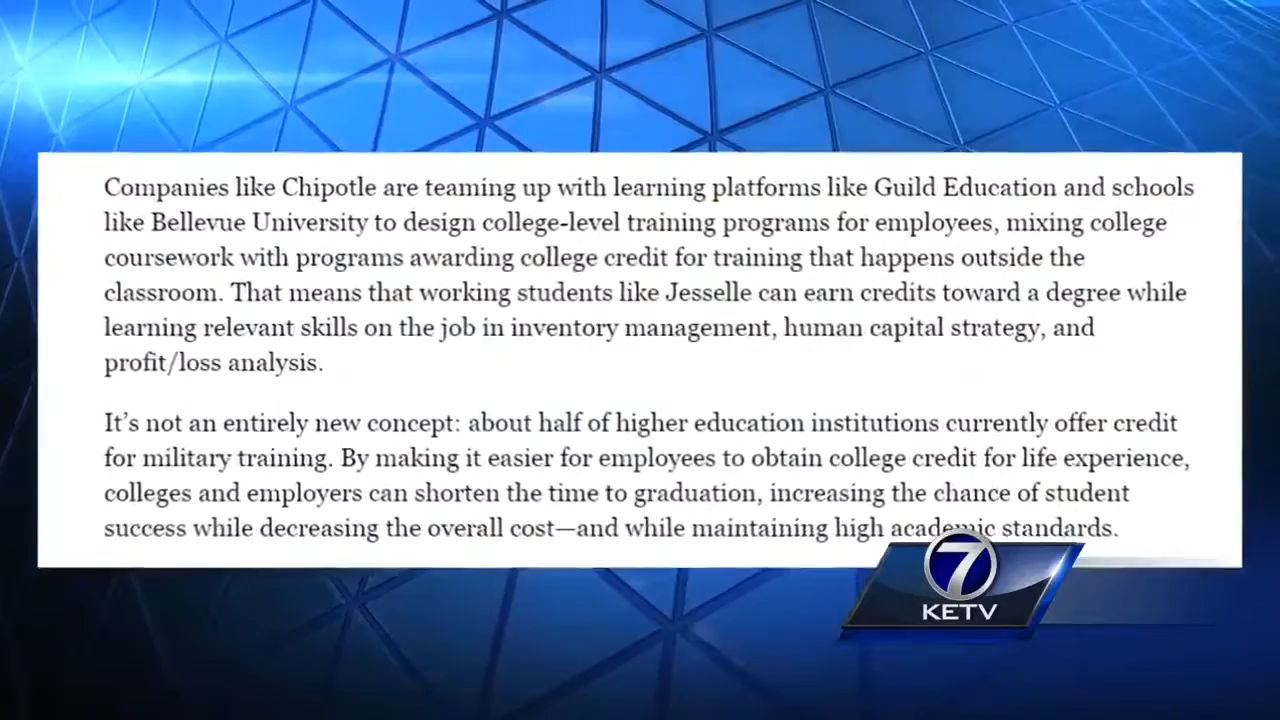 Companies like Chipotle are teaming up with learning platforms like Guild Education and schools
like Bellevue University to design college-level training programs for employees, mixing college
coursework with programs awarding college credit for training that happens outside the
classroom. That means that working students like Jesselle can earn credits toward a degree while
learning relevant skills on the job in inventory management, human capital strategy, and
profit/loss analysis.
It’s not an entirely new concept: about half of higher education institutions currently offer credit
for military training. By making it easier for employees to obtain college credit for life experience,
colleges and employers can shorten the time to graduation, increasing the chance of student
success while decreasing the overall cost—and while maintaining high academic standards.
7
KETV